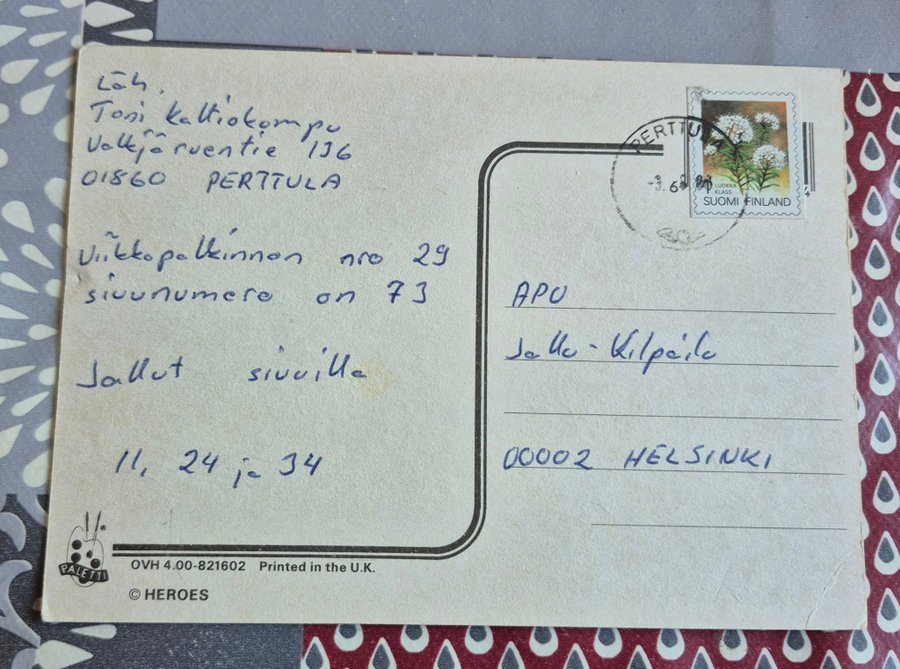 Läh.
Toni Kaltiokumpu
Valkjärventie 136
01860 PERTTULA
Viikkopalkinnon nro 29
sivunumero on 73
Jallut sivuilla
11, 24 ja 34
PERTTULA
LUOKKA
KLASS
SUOMI FINLAND
APU
Jallu-Kilpailu
00002 HELSINKI
PALETTI
OVH 4.00-821602 Printed in the U.K.
© HEROES